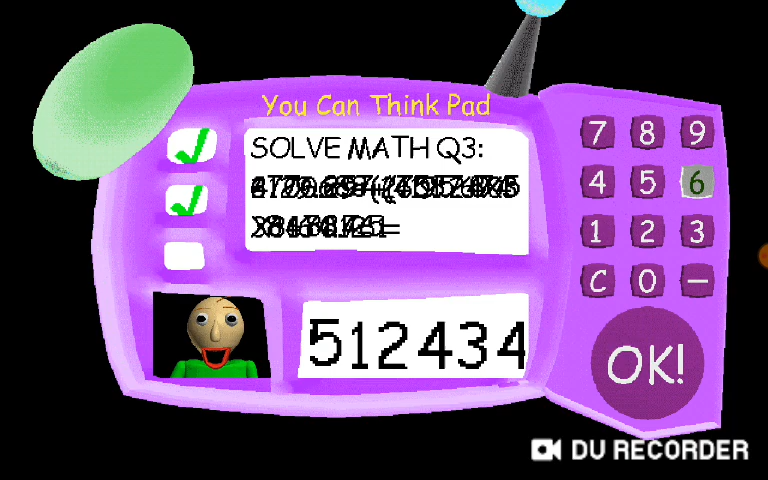 You Can Think Pad
SOLVE MATH Q3:
512434
7 8 9
4 5 6
1 2 3
C 0 —
OK!
DU RECORDER